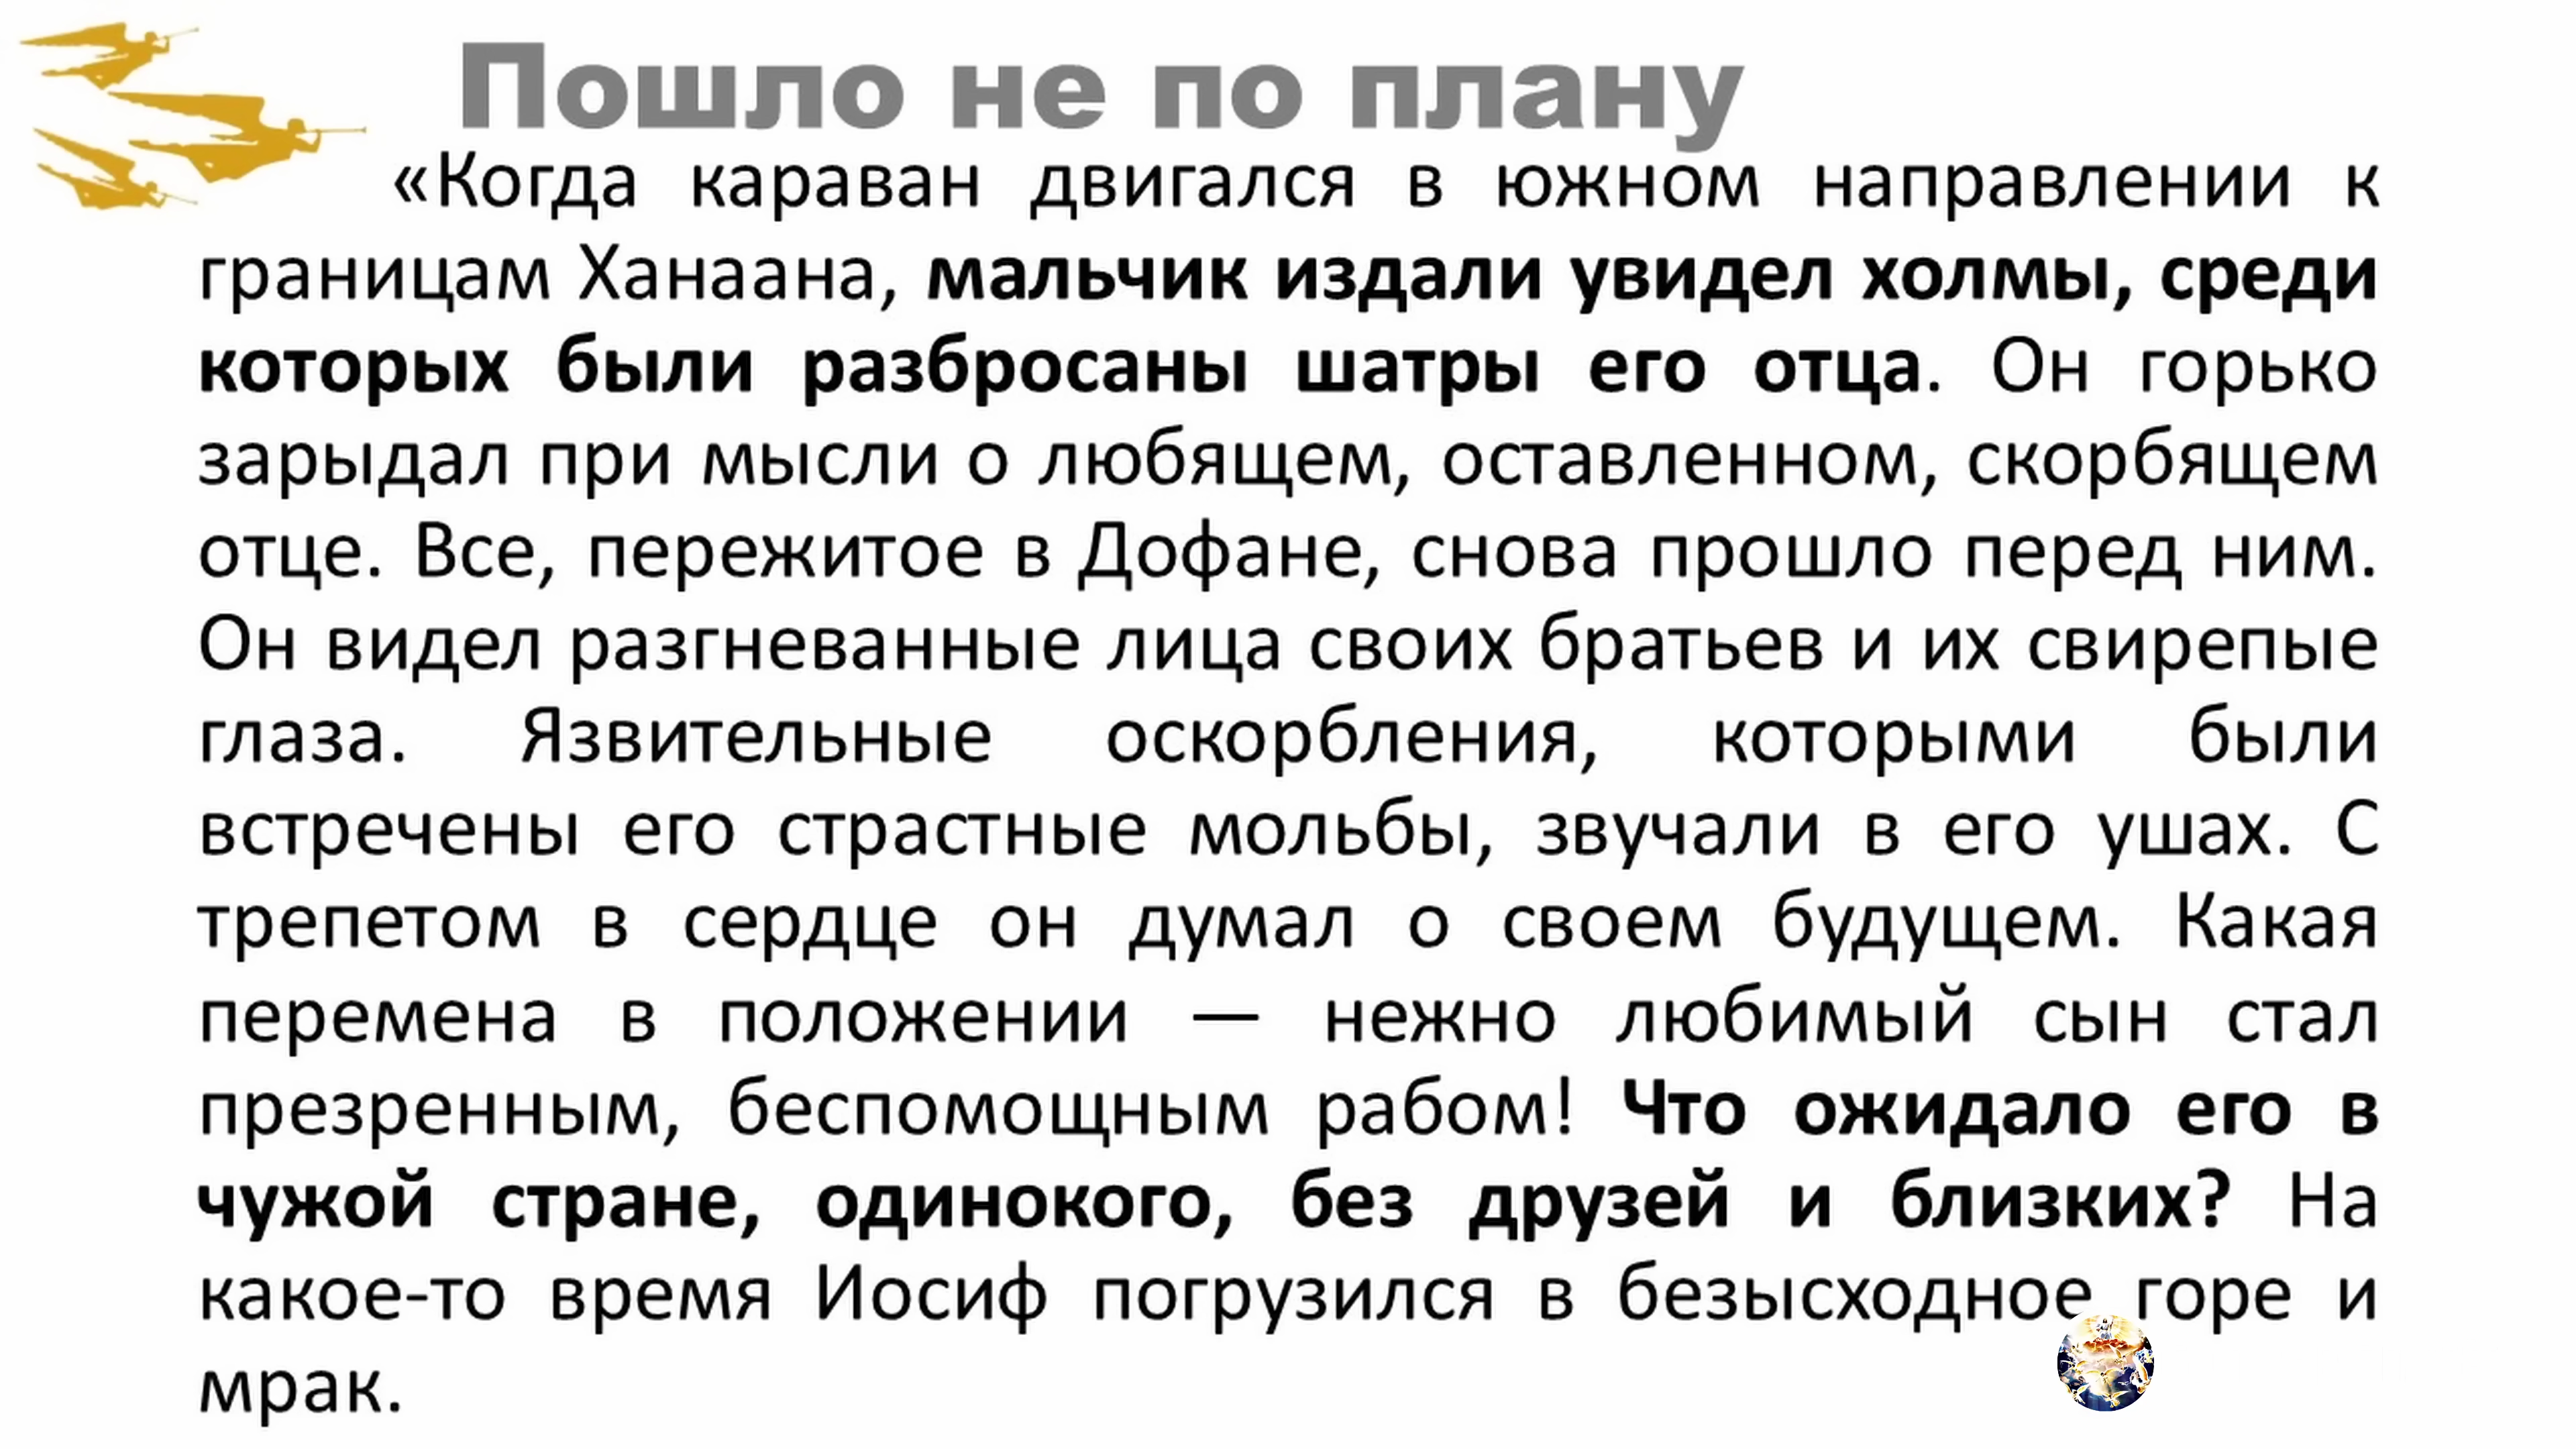 Пошло не по плану
«Когда караван двигался в южном направлении к
границам Ханаана, мальчик издали увидел холмы, среди
которых были разбросаны шатры его отца. Он горько
зарыдал при мысли о любящем, оставленном, скорбящем
отце. Все, пережитое в Дофане, снова прошло перед ним.
Он видел разгневанные лица своих братьев и их свирепые
глаза. Язвительные оскорбления, которыми были
встречены его страстные мольбы, звучали в его ушах. С
трепетом в сердце он думал о своем будущем. Какая
перемена в положении — нежно любимый сын стал
презренным, беспомощным рабом! Что ожидало его в
чужой стране, одинокого, без друзей и близких? На
какое-то время Иосиф погрузился в безысходное горе и
мрак.